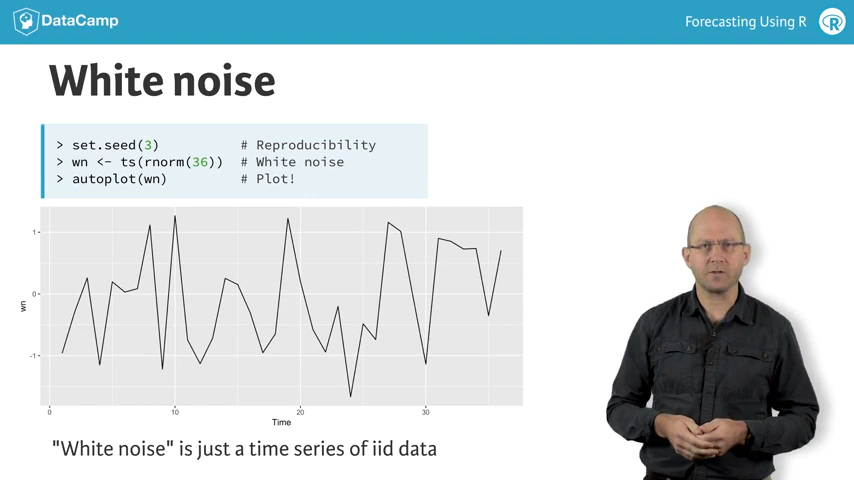 DataCamp
Forecasting Using R
R
White noise
> set.seed(3) # Reproducibility
> wn <- ts(rnorm(36)) # White noise
> autoplot(wn) # Plot!
1
0
-1
wn
0 10 20 30
Time
"White noise" is just a time series of iid data